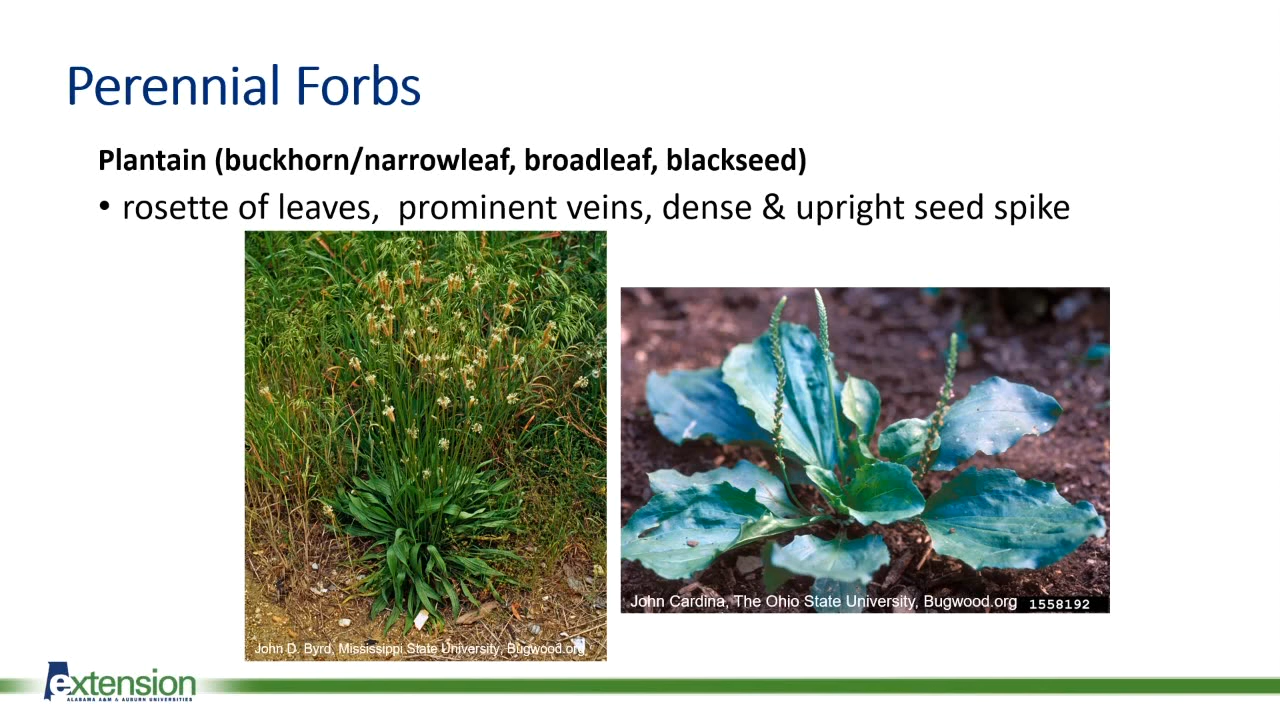 Perennial Forbs
Plantain (buckhorn/narrowleaf, broadleaf, blackseed)
• rosette of leaves, prominent veins, dense & upright seed spike
John Cardina, The Ohio State University, Bugwood.org 1558192
John D. Byrd, Mississippi State University, Bugwood.org
extension
ALABAMA A&M & AUBURN UNIVERSITIES